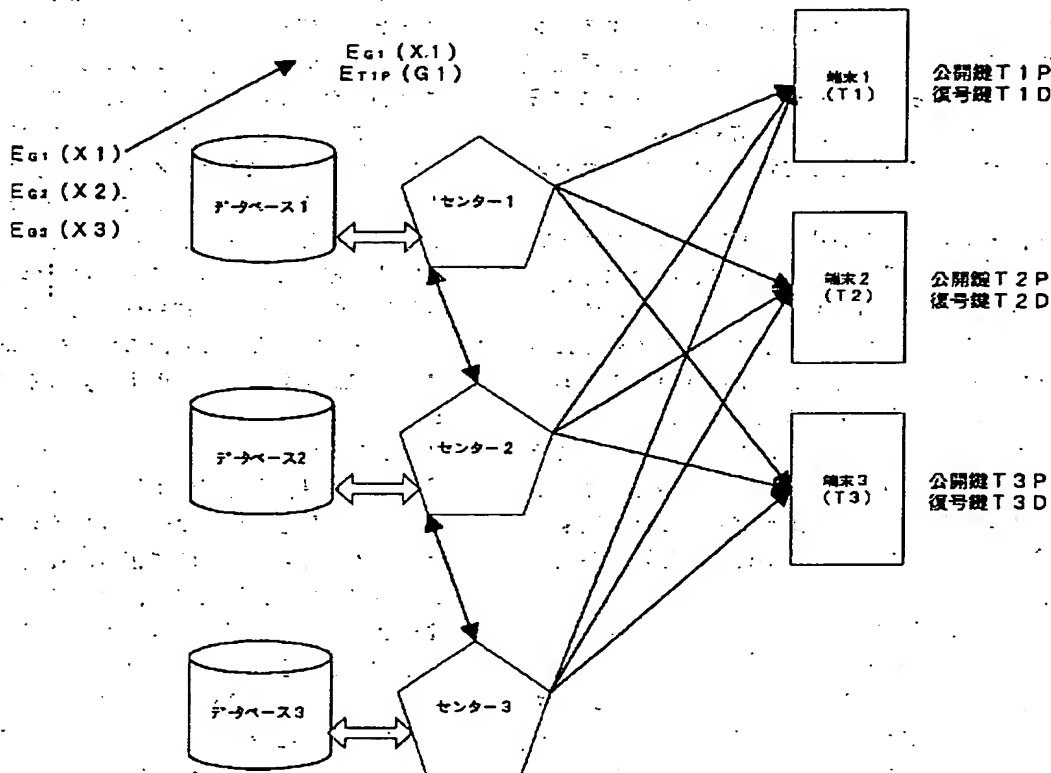 EG1 (X1)
ET1P (G1)
EG1 (X1)
EG2 (X2)
EG3 (X3)
データベース1
センター1
端末1
(T1)
公開鍵T1P
復号鍵T1D
端末2
(T2)
公開鍵T2P
復号鍵T2D
データベース2
センター2
端末3
(T3)
公開鍵T3P
復号鍵T3D
データベース3
センター3